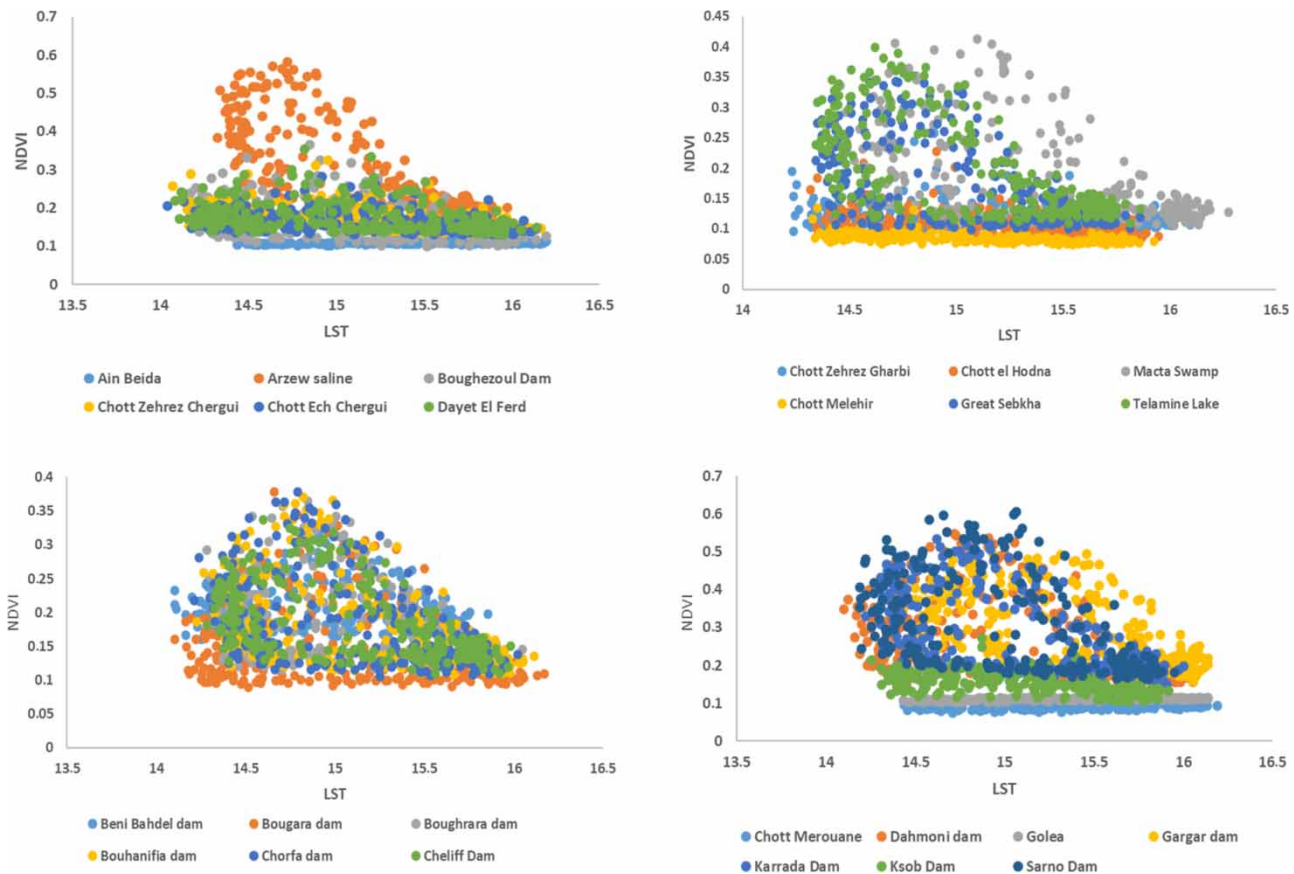 NDVI
0.7
0.6
0.5
0.4
0.3
0.2
0.1
0
13.5 14 14.5 15 15.5 16 16.5
LST
Ain Beida Arzew saline Boughezoul Dam
Chott Zehrez Chergui Chott Ech Chergui Dayet El Ferd
NDVI
0.45
0.4
0.35
0.3
0.25
0.2
0.15
0.1
0.05
0
14 14.5 15 15.5 16 16.5
LST
Chott Zehrez Gharbi Chott el Hodna Macta Swamp
Chott Melehir Great Sebkha Telamine Lake
NDVI
0.4
0.35
0.3
0.25
0.2
0.15
0.1
0.05
0
13.5 14 14.5 15 15.5 16 16.5
LST
Beni Bahdel dam Bougara dam Boughrara dam
Bouhanifia dam Chorfa dam Cheliff Dam
NDVI
0.7
0.6
0.5
0.4
0.3
0.2
0.1
0
13.5 14 14.5 15 15.5 16 16.5
LST
Chott Merouane Dahmoni dam Golea Gargar dam
Karrada Dam Ksob Dam Sarno Dam